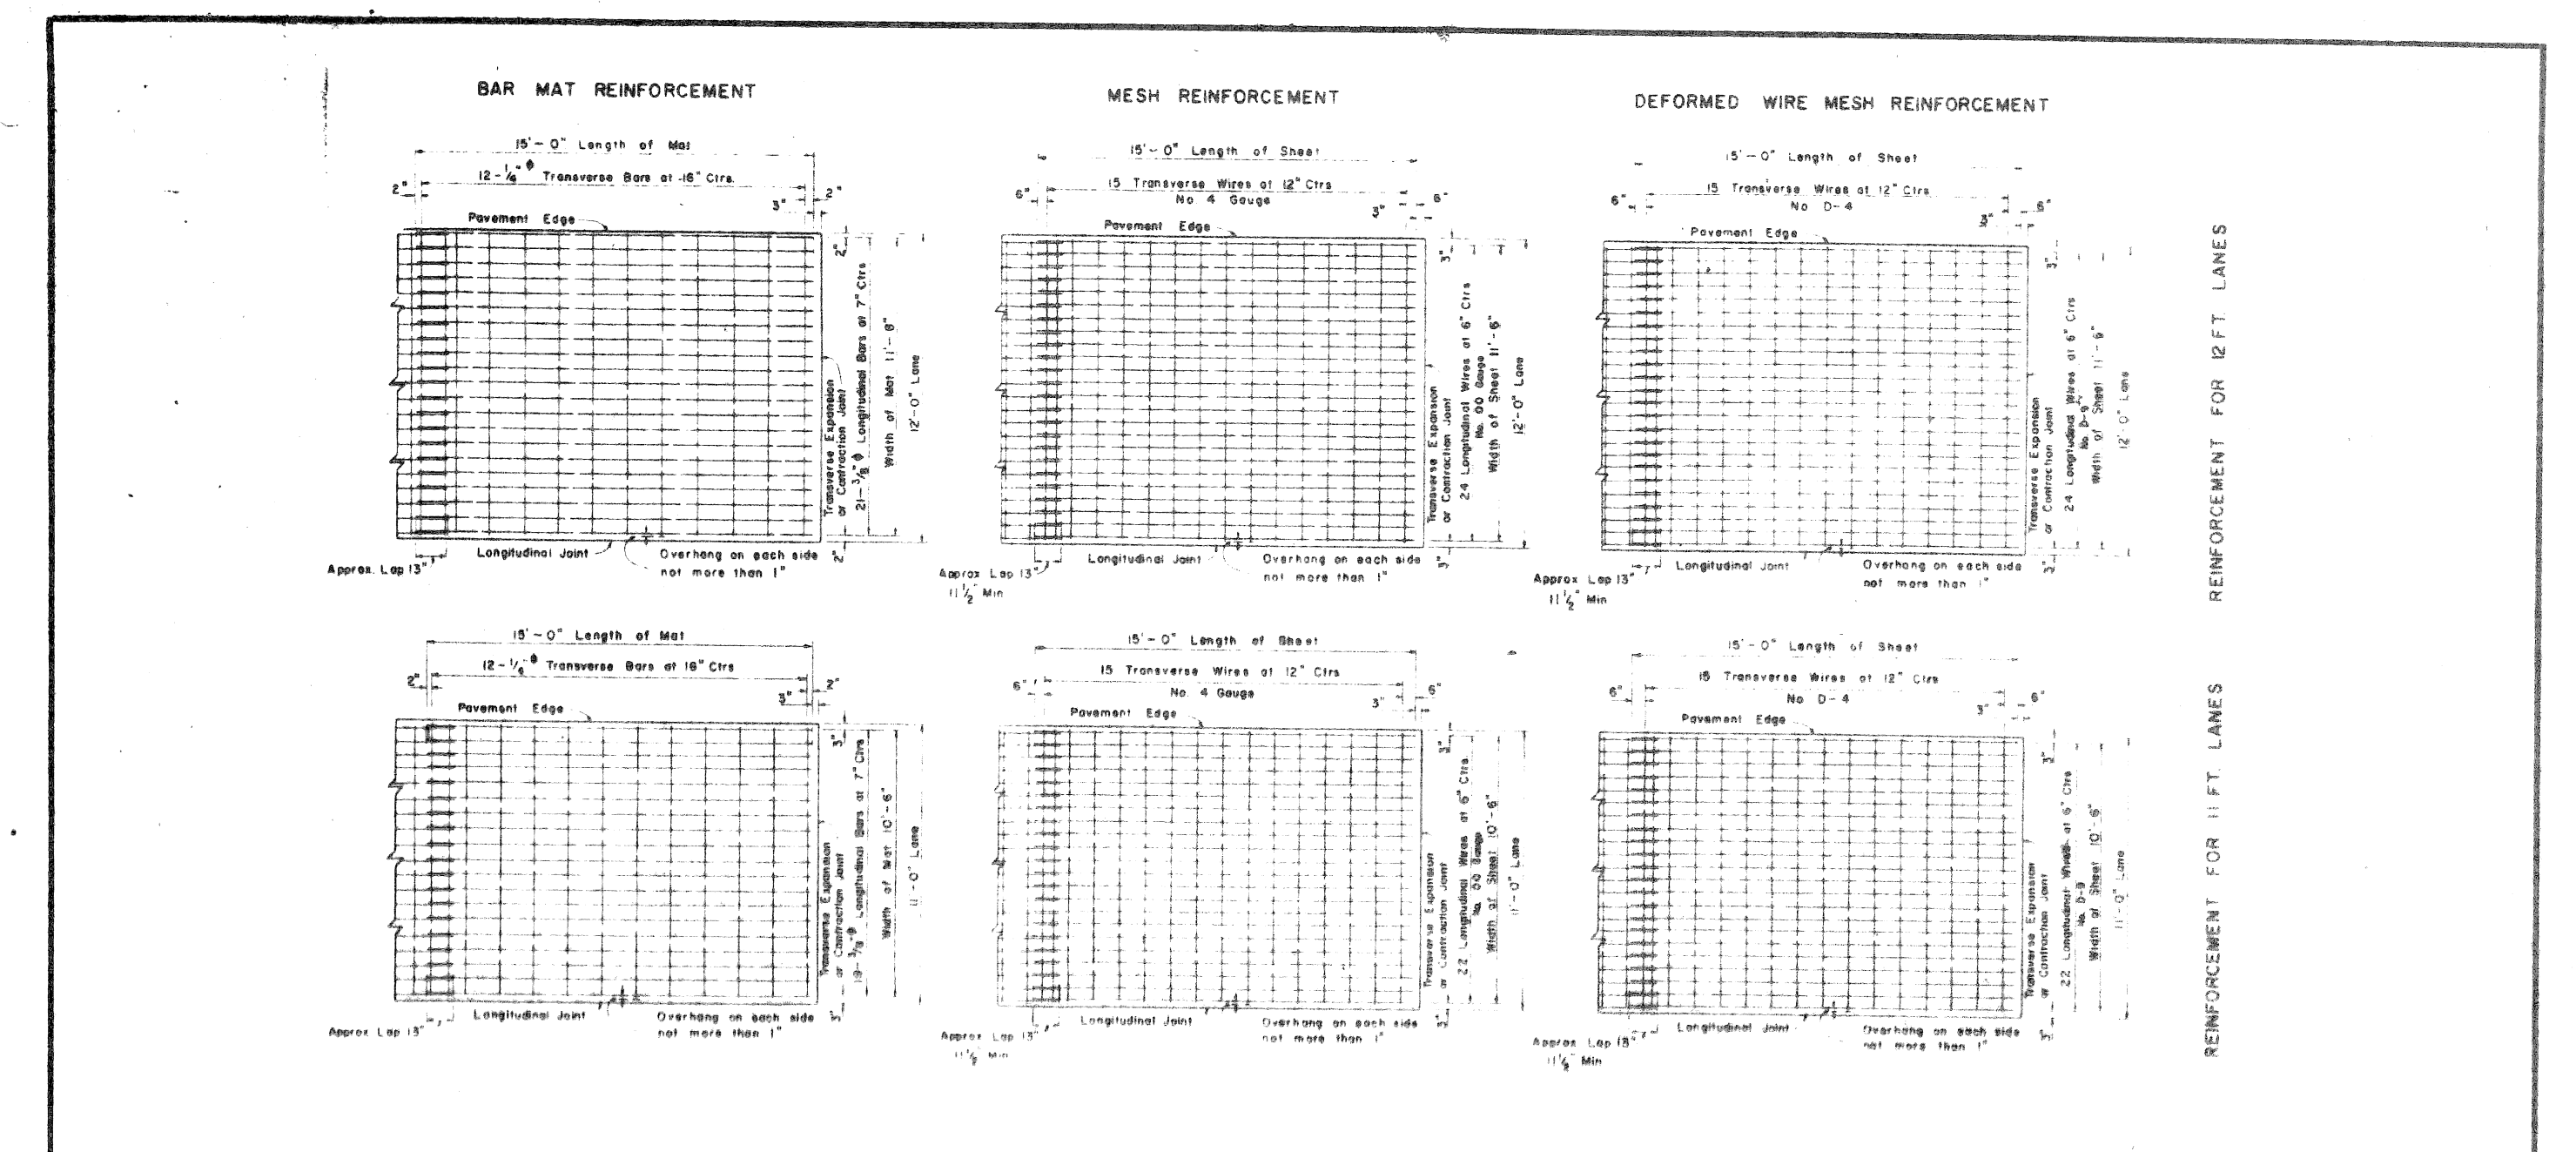 BAR MAT REINFORCEMENT
15'-0" Length of Mat
12-1/4"ϕ Transverse Bars at 16" Ctrs.
2"
2"
3"
Pavement Edge
2"
Transverse Expansion
or Contraction Joint
21-3/8"ϕ Longitudinal Bars at 7" Ctrs
Width of Mat 11'-8"
12'-0" Lane
2"
Longitudinal Joint
Overhang on each side
not more than 1"
Approx. Lap 13"
MESH REINFORCEMENT
15'-0" Length of Sheet
15 Transverse Wires at 12" Ctrs
No 4 Gauge
6"
6"
3"
Pavement Edge
3"
Transverse Expansion
or Contraction Joint
24 Longitudinal Wires at 6" Ctrs
No. 00 Gauge
Width of Sheet 11'-6"
12'-0" Lane
3"
Longitudinal Joint
Overhang on each side
not more than 1"
Approx Lap 13"
11 1/2" Min
DEFORMED WIRE MESH REINFORCEMENT
15'-0" Length of Sheet
15 Transverse Wires at 12" Ctrs
No D-4
6"
6"
3"
Pavement Edge
3"
Transverse Expansion
or Contraction Joint
24 Longitudinal Wires at 6" Ctrs
No D-9
Width of Sheet 11'-6"
12'-0" Lane
3"
Longitudinal Joint
Overhang on each side
not more than 1"
Approx Lap 13"
11 1/2" Min
REINFORCEMENT FOR 12 FT. LANES
15'-0" Length of Mat
12-1/4"ϕ Transverse Bars at 16" Ctrs
2"
2"
3"
Pavement Edge
3"
Transverse Expansion
or Contraction Joint
19-3/8"ϕ Longitudinal Bars at 7" Ctrs
Width of Mat 10'-6"
11'-0" Lane
3"
Longitudinal Joint
Overhang on each side
not more than 1"
Approx Lap 13"
15'-0" Length of Sheet
15 Transverse Wires at 12" Ctrs
No. 4 Gauge
6"
6"
3"
Pavement Edge
3"
Transverse Expansion
or Contraction Joint
22 Longitudinal Wires at 6" Ctrs
No. 00 Gauge
Width of Sheet 10'-6"
11'-0" Lane
3"
Longitudinal Joint
Overhang on each side
not more than 1"
Approx Lap 13"
11 1/2" Min
15'-0" Length of Sheet
15 Transverse Wires at 12" Ctrs
No D-4
6"
6"
3"
Pavement Edge
3"
Transverse Expansion
or Contraction Joint
22 Longitudinal Wires at 6" Ctrs
No. D-9
Width of Sheet 10'-6"
11'-0" Lane
3"
Longitudinal Joint
Overhang on each side
not more than 1"
Approx Lap 13"
11 1/2" Min
REINFORCEMENT FOR 11 FT. LANES